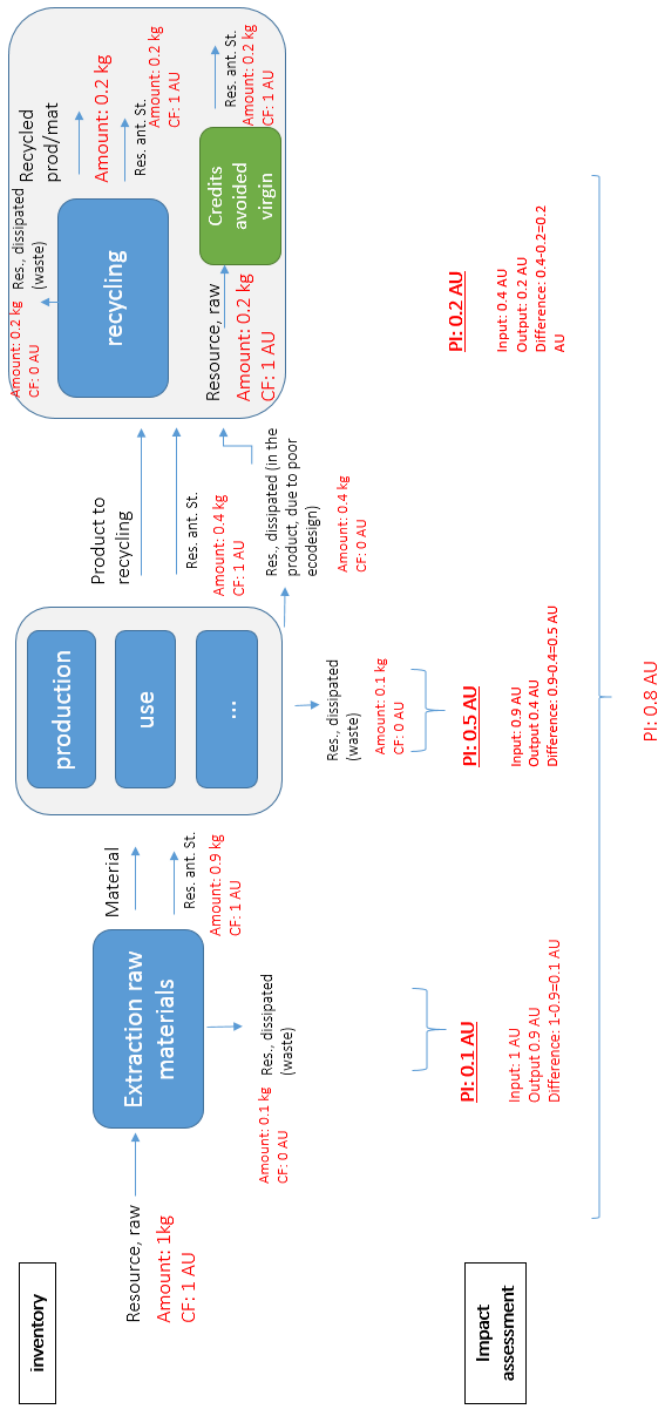 inventory
Resource, raw
Amount: 1kg
CF: 1 AU
Extraction raw
materials
Amount: 0.1 kg
CF: 0 AU
Res., dissipated
(waste)
Material
Res. ant. St.
Amount: 0.9 kg
CF: 1 AU
production
use
...
Res., dissipated
(waste)
Amount: 0.1 kg
CF: 0 AU
Product to
recycling
Res. ant. St.
Amount: 0.4 kg
CF: 1 AU
Res., dissipated (in the
product, due to poor
ecodesign)
Amount: 0.4 kg
CF: 0 AU
Amount: 0.2 kg
CF: 0 AU
Res., dissipated
(waste)
recycling
Recycled
prod/mat
Amount: 0.2 kg
Res. ant. St.
Amount: 0.2 kg
CF: 1 AU
Resource, raw
Amount: 0.2 kg
CF: 1 AU
Credits
avoided
virgin
Res. ant. St.
Amount: 0.2 kg
CF: 1 AU
Impact
assessment
PI: 0.1 AU
Input: 1 AU
Output 0.9 AU
Difference: 1-0.9=0.1 AU
PI: 0.5 AU
Input: 0.9 AU
Output 0.4 AU
Difference: 0.9-0.4=0.5 AU
PI: 0.2 AU
Input: 0.4 AU
Output: 0.2 AU
Difference: 0.4-0.2=0.2
AU
PI: 0.8 AU